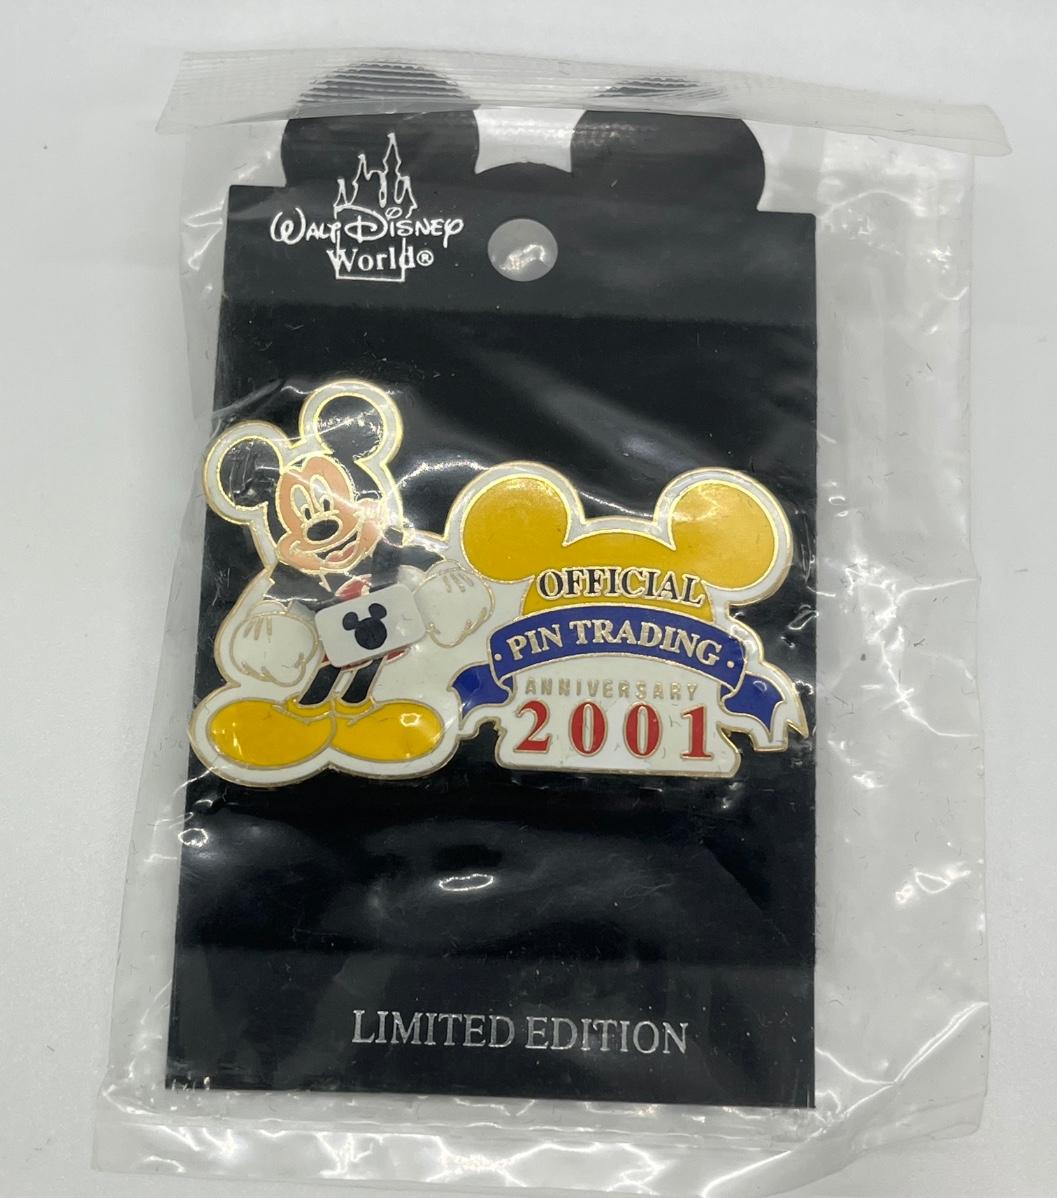 WALT DISNEY
World®
OFFICIAL
· PIN TRADING ·
ANNIVERSARY
2001
LIMITED EDITION